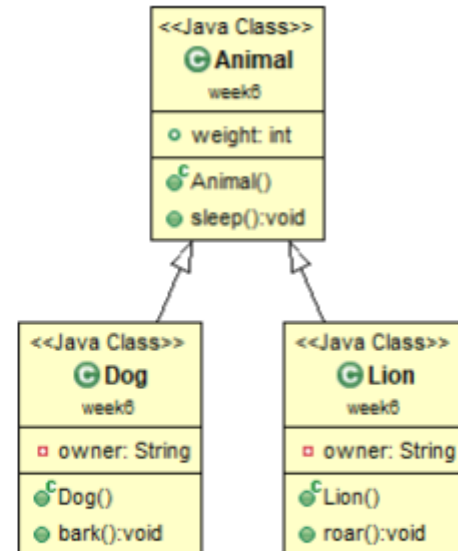 <<Java Class>>
Animal
week6
weight: int
Animal()
sleep():void
<<Java Class>>
Dog
week6
owner: String
Dog()
bark():void
<<Java Class>>
Lion
week6
owner: String
Lion()
roar():void